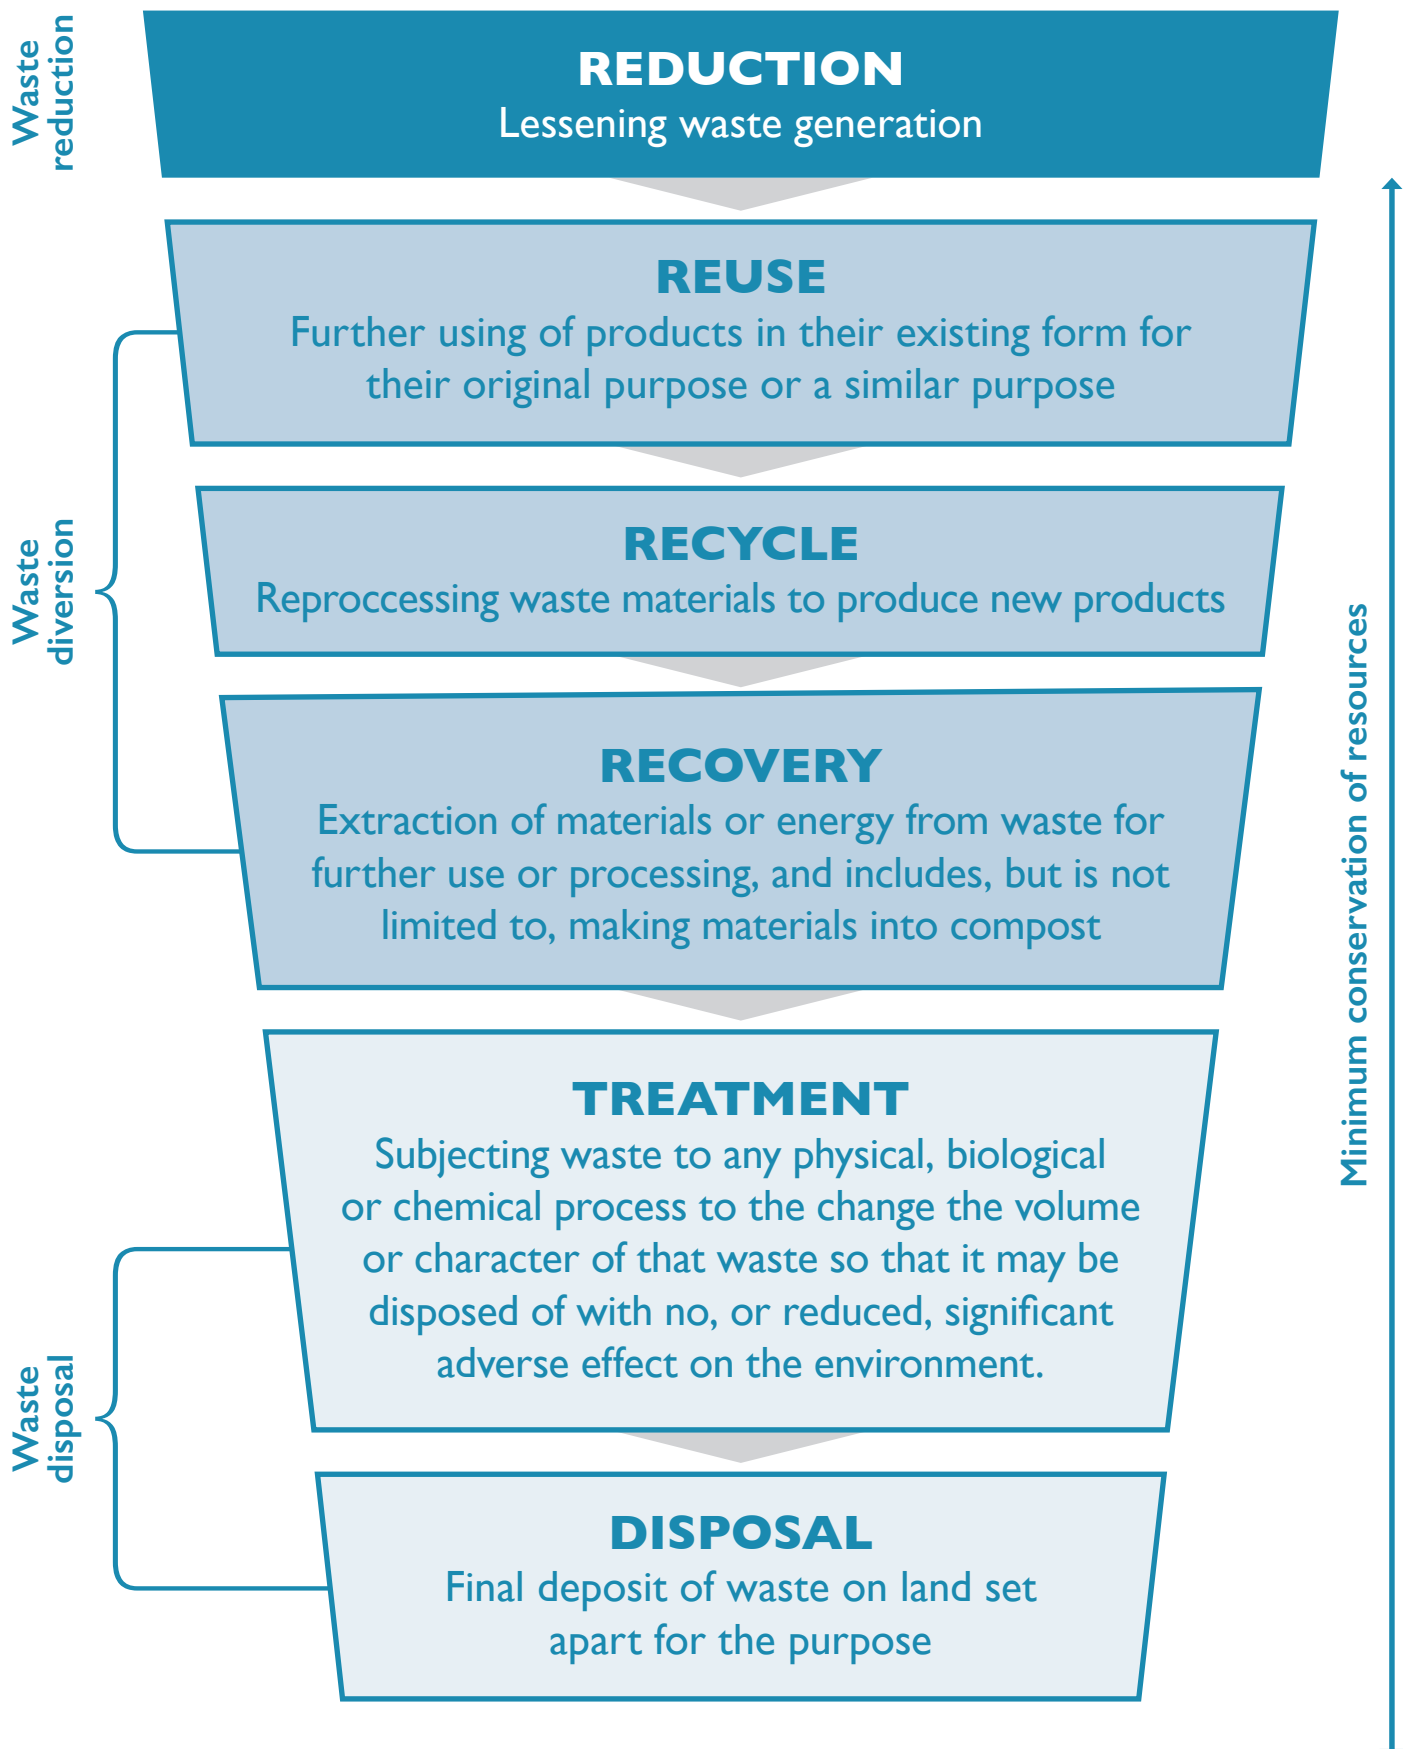 Waste
reduction
REDUCTION
Lessening waste generation
REUSE
Further using of products in their existing form for
their original purpose or a similar purpose
Waste
diversion
RECYCLE
Reproccessing waste materials to produce new products
RECOVERY
Extraction of materials or energy from waste for
further use or processing, and includes, but is not
limited to, making materials into compost
Minimum conservation of resources
TREATMENT
Subjecting waste to any physical, biological
or chemical process to the change the volume
or character of that waste so that it may be
disposed of with no, or reduced, significant
adverse effect on the environment.
Waste
disposal
DISPOSAL
Final deposit of waste on land set
apart for the purpose